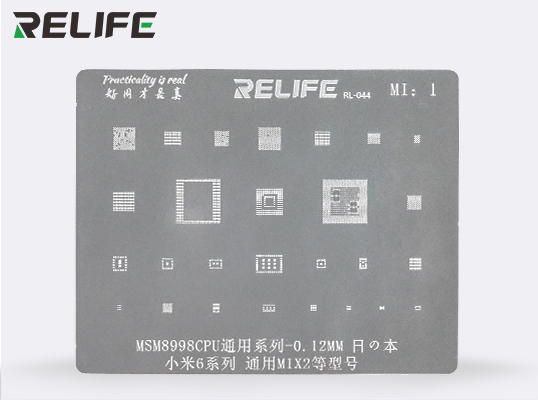 RELIFE
Practicality is real
好用才是真
RELIFE RL-044 MI: 1
MSM8998CPU通用系列-0.12MM 日の本
小米6系列 通用M1X2等型号